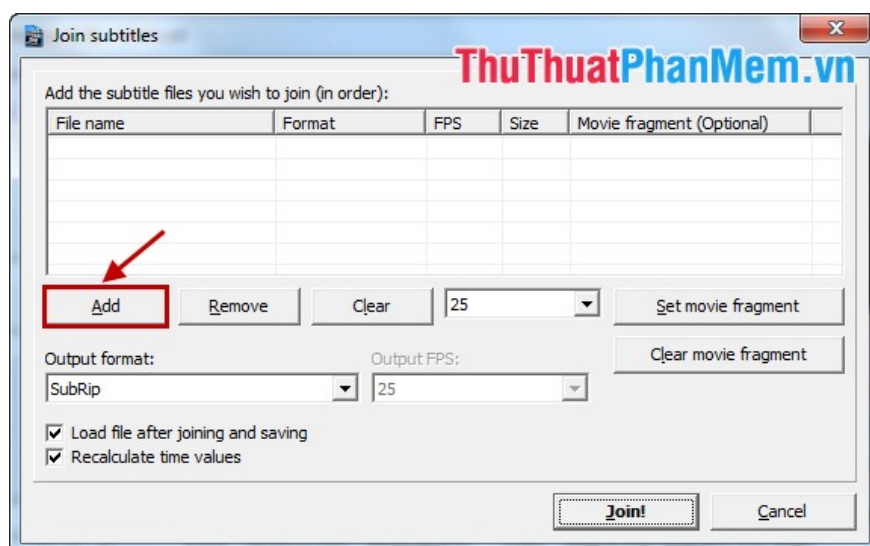 Join subtitles
ThuThuatPhanMem.vn
Add the subtitle files you wish to join (in order):
File name Format FPS Size Movie fragment (Optional)
Add Remove Clear 25 Set movie fragment
Output format: Output FPS: Clear movie fragment
SubRip 25
Load file after joining and saving
Recalculate time values
Join! Cancel